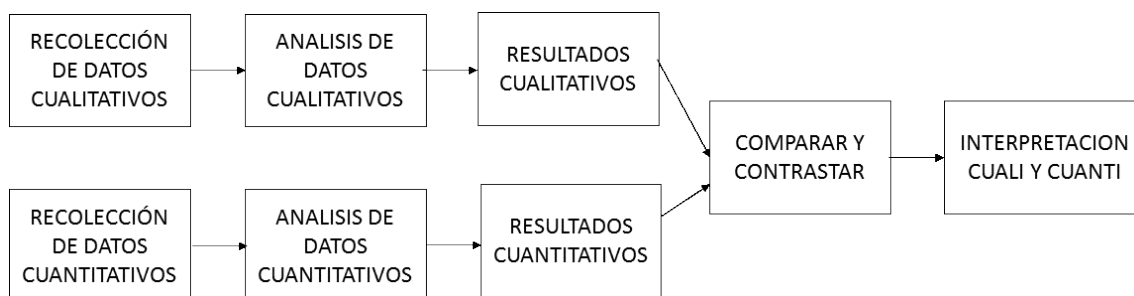 RECOLECCIÓN
DE DATOS
CUALITATIVOS
ANALISIS DE
DATOS
CUALITATIVOS
RESULTADOS
CUALITATIVOS
COMPARAR Y
CONTRASTAR
INTERPRETACION
CUALI Y CUANTI
RECOLECCIÓN
DE DATOS
CUANTITATIVOS
ANALISIS DE
DATOS
CUANTITATIVOS
RESULTADOS
CUANTITATIVOS